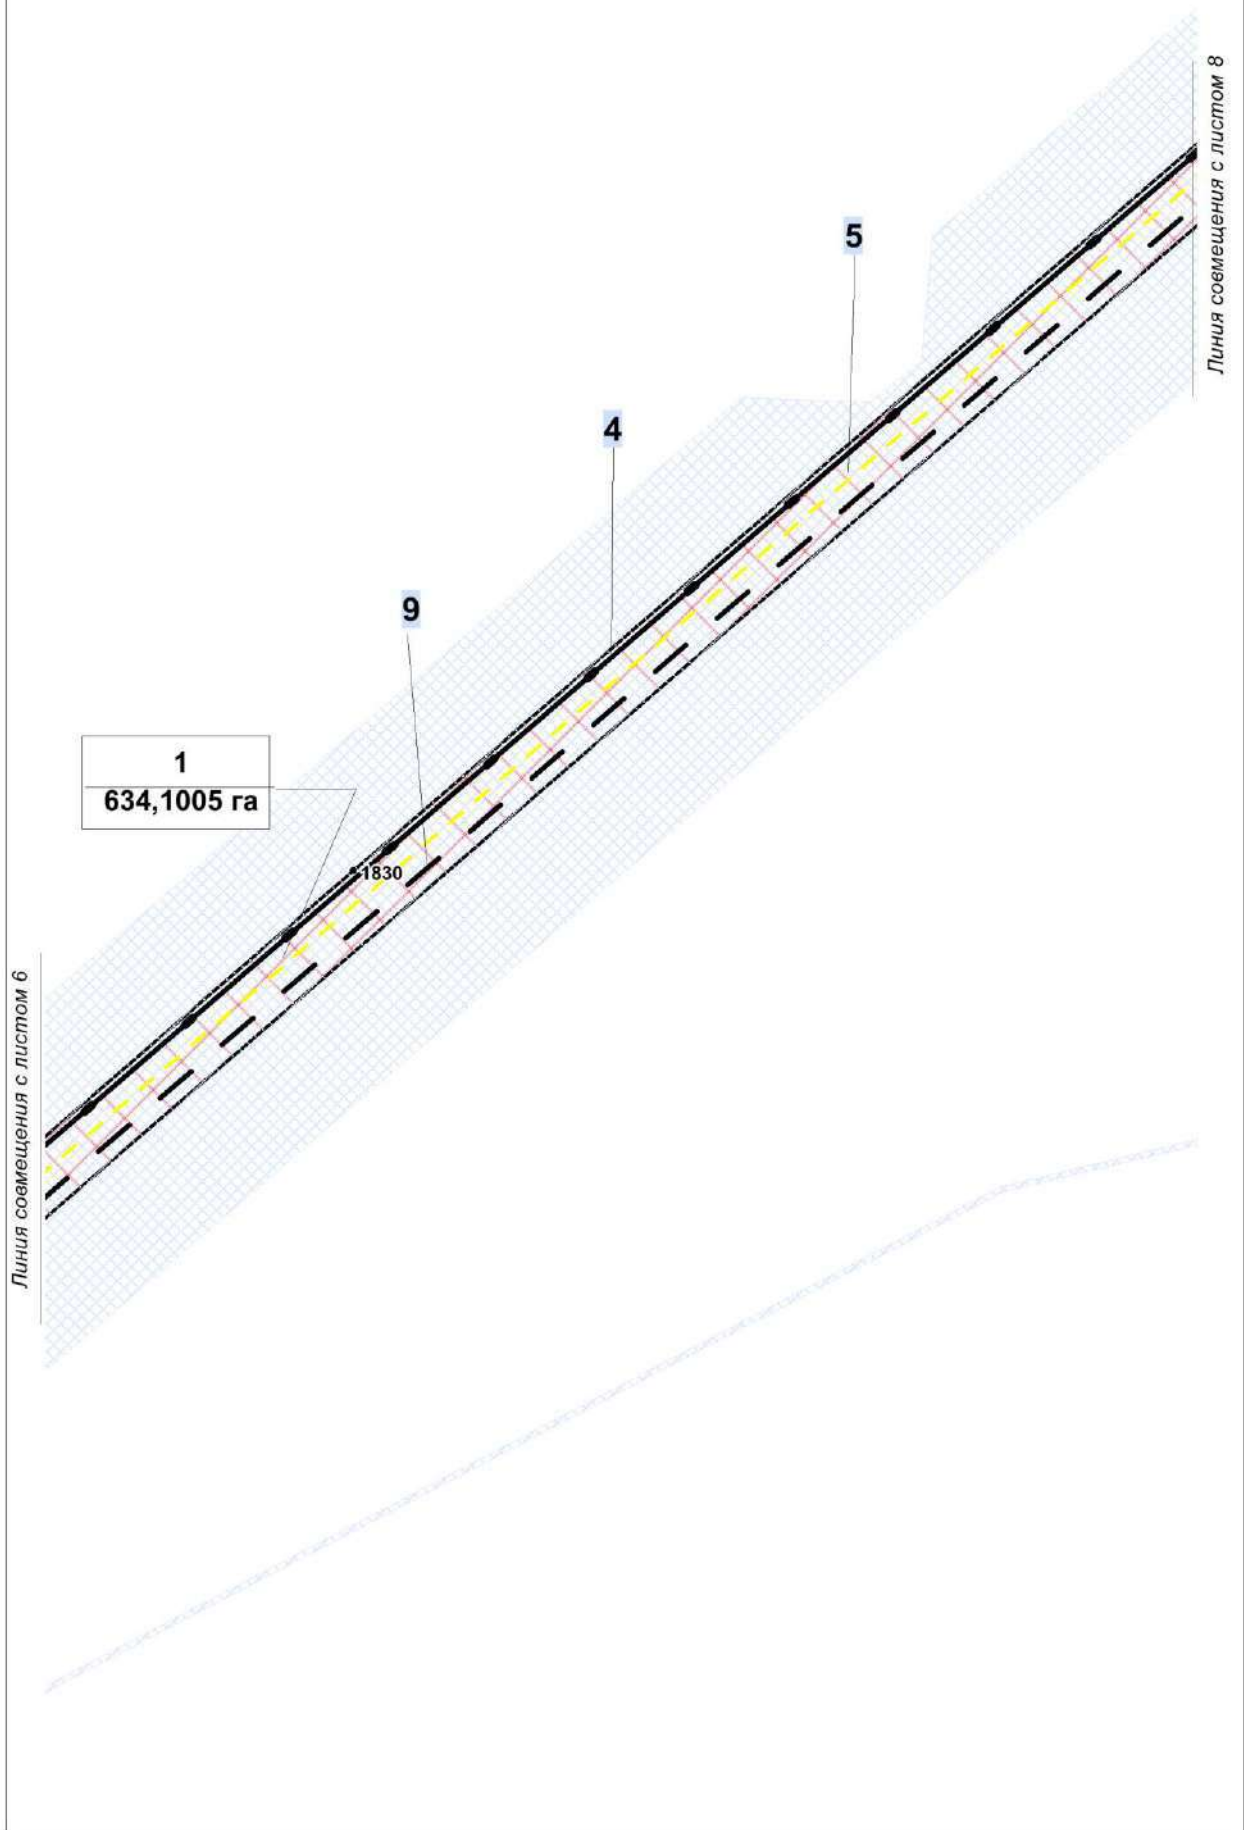 Линия совмещения с листом 8
5
4
9
1
634,1005 га
1830
Линия совмещения с листом 6